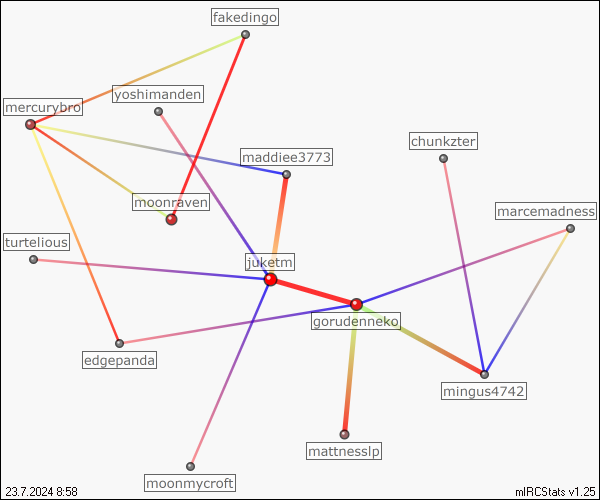 fakedingo
yoshimanden
mercurybro
chunkzter
maddiee3773
moonraven
marcemadness
turtelious
juketm
gorudenneko
edgepanda
mingus4742
mattnesslp
moonmycroft
23.7.2024 8:58
mIRCStats v1.25